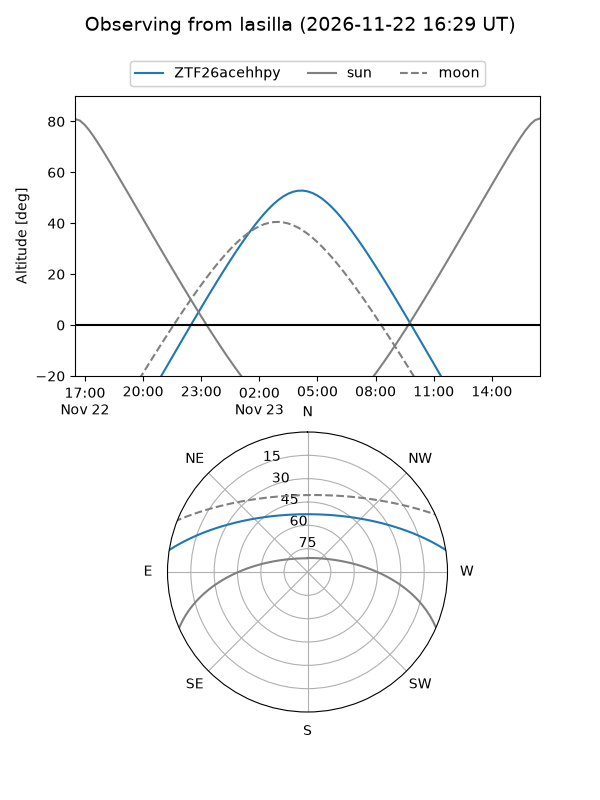 Observing from lasilla (2026-11-22 16:29 UT)
ZTF26acehhpy sun moon
Altitude [deg]
80
60
40
20
0
−20
17:00 20:00 23:00 02:00 05:00 08:00 11:00 14:00
Nov 22 Nov 23
N
NE NW
15
30
45
60
75
E W
SE SW
S